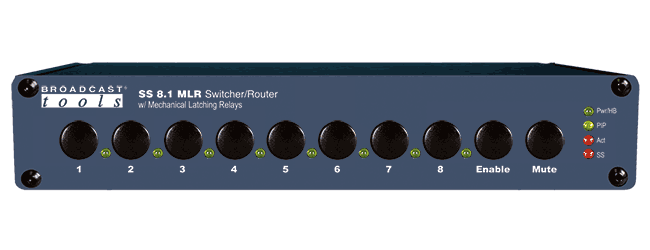 BROADCAST®
tools
SS 8.1 MLR Switcher/Router
w/ Mechanical Latching Relays
Pwr/HB
PIP
Act
SS
1 2 3 4 5 6 7 8 Enable Mute